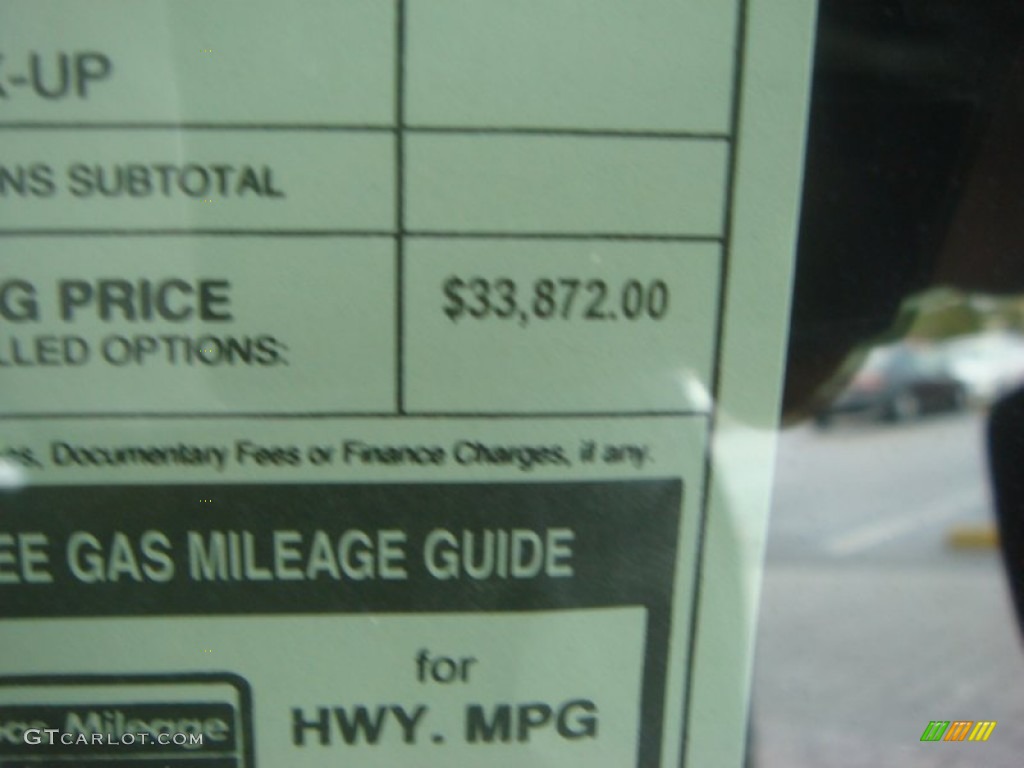 -UP
NS SUBTOTAL
G PRICE
$33,872.00
LLED OPTIONS:
Documentary Fees or Finance Charges, if any.
EE GAS MILEAGE GUIDE
for
HWY. MPG
Gas Mileage
GTCARLOT.COM